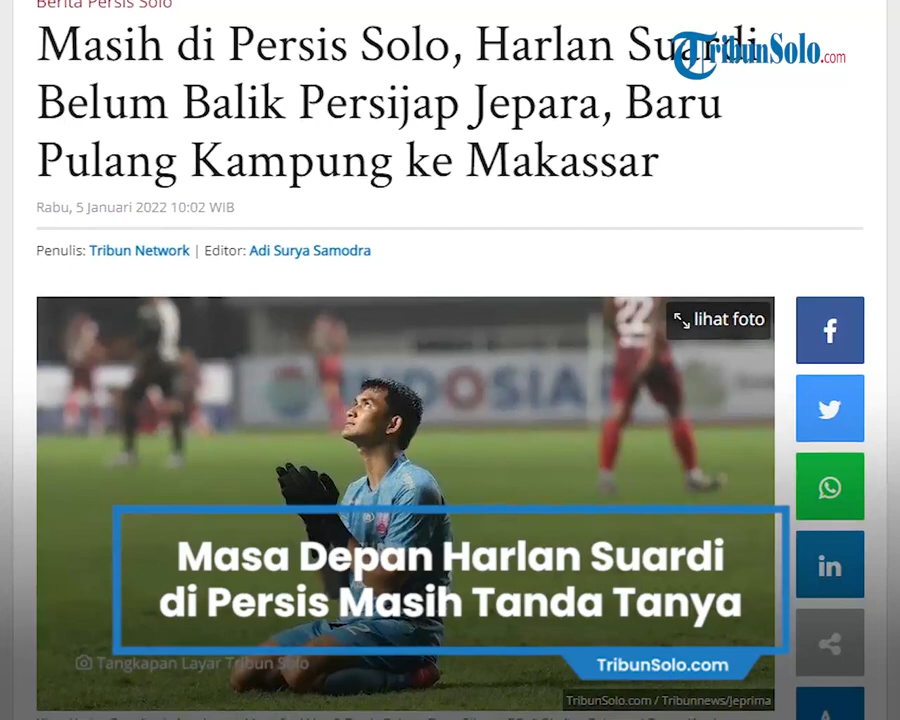 Berita Persis Solo
Masih di Persis Solo, Harlan Suardi
TribunSolo.com
Belum Balik Persijap Jepara, Baru
Pulang Kampung ke Makassar
Rabu, 5 Januari 2022 10:02 WIB
Penulis: Tribun Network | Editor: Adi Surya Samodra
lihat foto
22
INDOSIA
Masa Depan Harlan Suardi
di Persis Masih Tanda Tanya
Tangkapan Layar Tribun Solo
TribunSolo.com
TribunSolo.com / Tribunnews/Jeprima